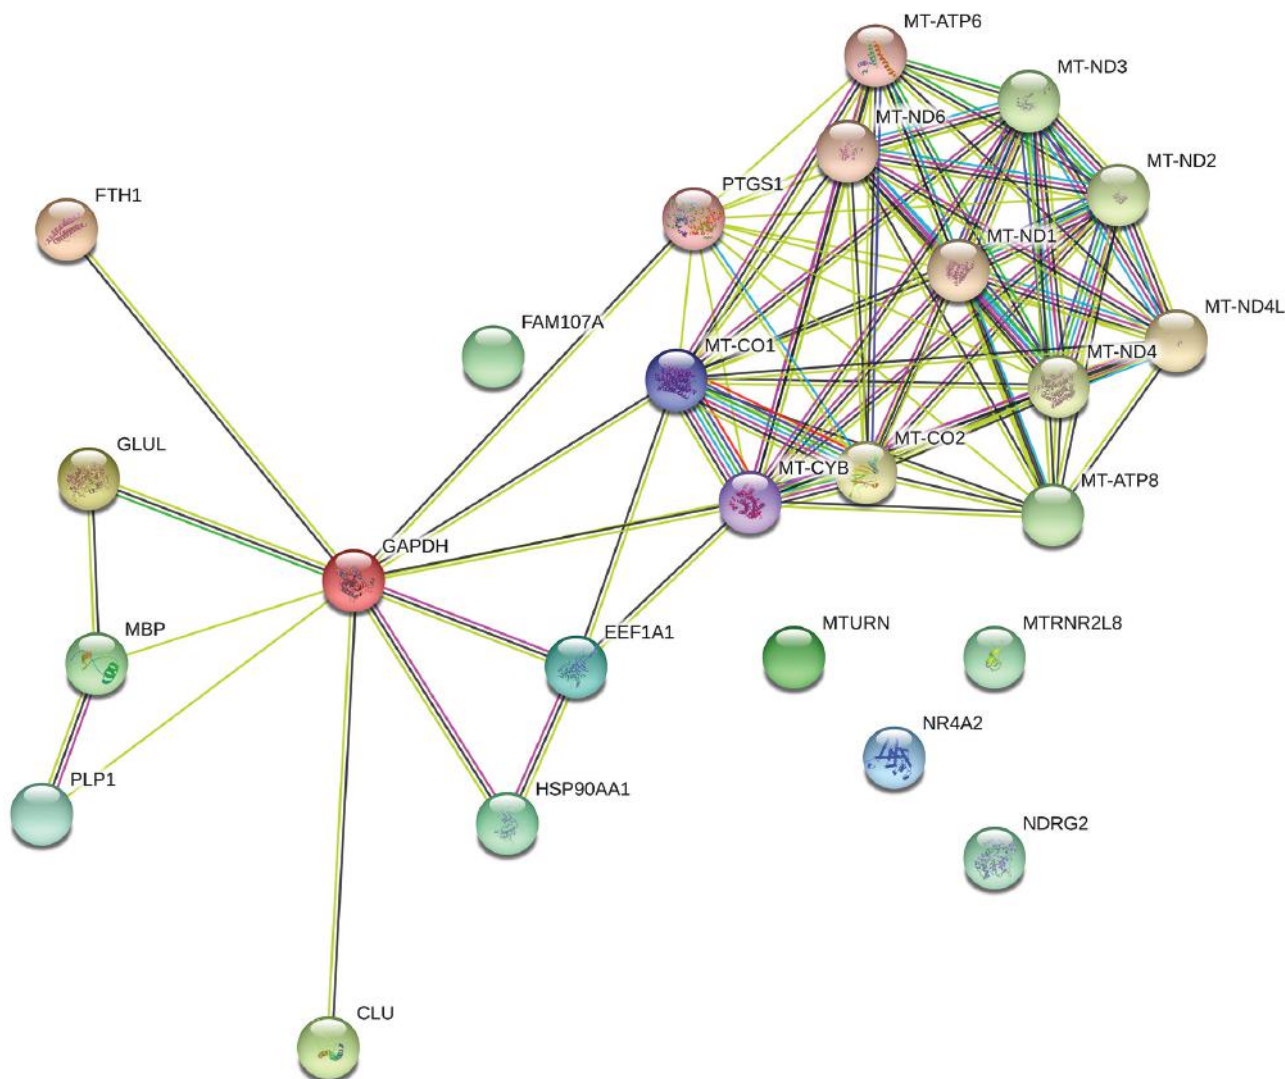 MT-ATP6
MT-ND3
MT-ND6
MT-ND2
PTGS1
FTH1
MT-ND1
MT-ND4L
FAM107A
MT-CO1
MT-ND4
MT-CO2
GLUL
MT-CYB
MT-ATP8
GAPDH
MBP
EEF1A1
MTURN
MTRNR2L8
NR4A2
PLP1
HSP90AA1
NDRG2
CLU